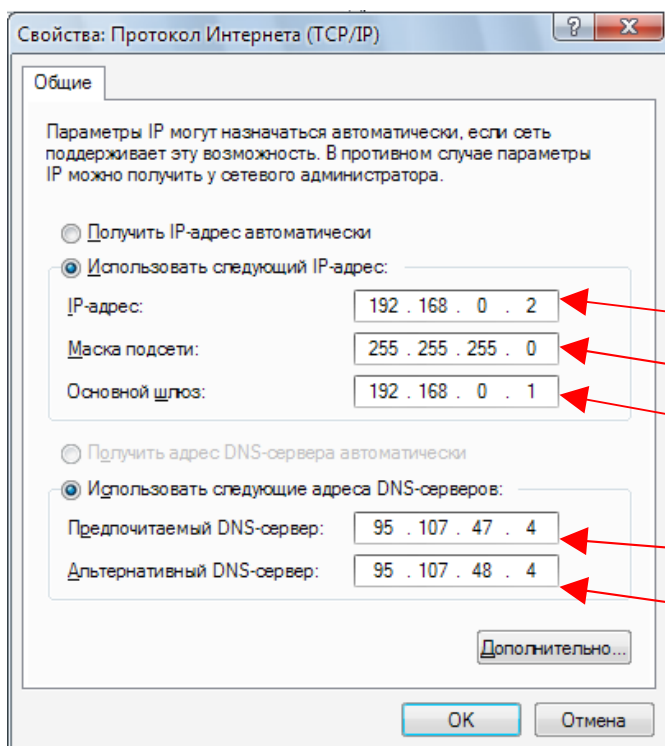 Свойства: Протокол Интернета (TCP/IP)
Общие
Параметры IP могут назначаться автоматически, если сеть
поддерживает эту возможность. В противном случае параметры
IP можно получить у сетевого администратора.
Получить IP-адрес автоматически
Использовать следующий IP-адрес:
IP-адрес: 192 . 168 . 0 . 2
Маска подсети: 255 . 255 . 255 . 0
Основной шлюз: 192 . 168 . 0 . 1
Получить адрес DNS-сервера автоматически
Использовать следующие адреса DNS-серверов:
Предпочитаемый DNS-сервер: 95 . 107 . 47 . 4
Альтернативный DNS-сервер: 95 . 107 . 48 . 4
Дополнительно...
OK Отмена